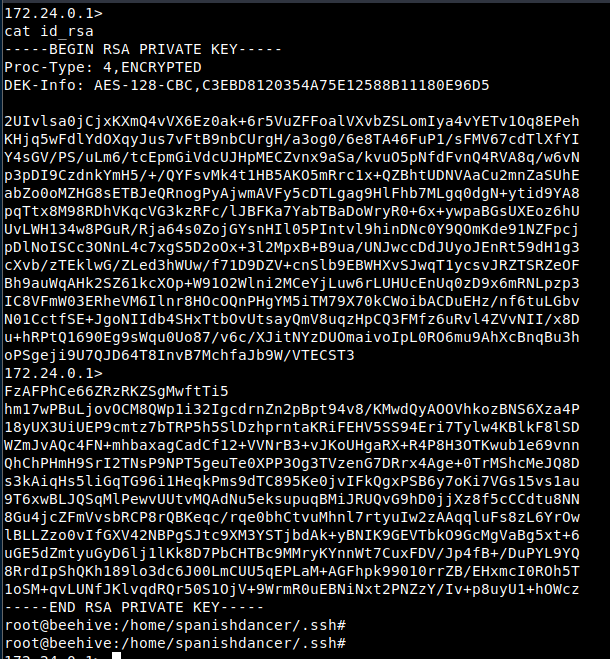 172.24.0.1>
cat id_rsa
-----BEGIN RSA PRIVATE KEY-----
Proc-Type: 4,ENCRYPTED
DEK-Info: AES-128-CBC,C3EBD8120354A75E12588B11180E96D5

2UIvlsa0jCjxKXmQ4vVX6Ez0ak+6r5VuZFFoalVXvbZSLomIya4vYETv1Oq8EPeh
KHjq5wFdlYdOXqyJus7vFtB9nbCUrgH/a3og0/6e8TA46FuP1/sFMV67cdTlXfYI
Y4sGV/PS/uLm6/tcEpmGiVdcUJHpMECZvnx9aSa/kvuO5pNfdFvnQ4RVA8q/w6vN
p3pDI9CzdnkYmH5/+/QYFsvMk4t1HB5AKO5mRrc1x+QZBhtUDNVAaCu2mnZaSUhE
abZo0oMZHG8sETBJeQRnogPyAjwmAVFy5cDTLgag9HlFhb7MLgq0dgN+ytid9YA8
pqTtx8M98RDhVKqcVG3kzRFc/lJBFKa7YabTBaDoWryR0+6x+ywpaBGsUXEoz6hU
UvLWH134w8PGuR/Rja64s0ZojGYsnHIl05PIntvl9hinDNc0Y9QOmKde91NZFpcj
pDlNoISCc3ONnL4c7xgS5D2oOx+3l2MpxB+B9ua/UNJwccDdJUyoJEnRt59dH1g3
cXvb/zTEklwG/ZLed3hWUw/f71D9DZV+cnSlb9EBWHXvSJwqT1ycsvJRZTSRZeOF
Bh9auWqAHk2SZ61kcXOp+W91O2Wlni2MCeYjLuw6rLUHUcEnUq0zD9x6mRNLpzp3
IC8VFmW03ERheVM6Ilnr8HOcOQnPHgYM5iTM79X70kCWoibACDuEHz/nf6tuLGbv
N01CctfSE+JgoNIIdb4SHxTtbOvUtsayQmV8uqzHpCQ3FMfz6uRvl4ZVvNII/x8D
u+hRPtQ1690Eg9sWqu0Uo87/v6c/XJitNYzDUOmaivoIpL0RO6mu9AhXcBnqBu3h
oPSgeji9U7QJD64T8InvB7MchfaJb9W/VTECST3
172.24.0.1>
FzAFPhCe66ZRzRKZSgMwftTi5
hm17wPBuLjovOCM8QWp1i32IgcdrnZn2pBpt94v8/KMwdQyAOOVhkozBNS6Xza4P
18yUX3UiUEP9cmtz7bTRP5h5SlDzhprntaKRiFEHV5SS94Eri7Tylw4KBlkF8lSD
WZmJvAQc4FN+mhbaxagCadCf12+VVNrB3+vJKoUHgaRX+R4P8H3OTKwub1e69vnn
QhChPHmH9SrI2TNsP9NPT5geuTe0XPP3Og3TVzenG7DRrx4Age+0TrMShcMeJQ8D
s3kAiqHs5liGqTG96i1HeqkPms9dTC895Ke0jvIFkQgxPSB6y7oKi7VGs15vs1au
9T6xwBLJQSqMlPewvUUtvMQAdNu5eksupuqBMiJRUQvG9hD0jjXz8f5cCCdtu8NN
8Gu4jcZFmVvsbRCP8rQBKeqc/rqe0bhCtvuMhnl7rtyuIw2zAAqqluFs8zL6YrOw
lBLLZzo0vIfGXV42NBPgSJtc9XM3YSTjbdAk+yBNIK9GEVTbkO9GcMgVaBg5xt+6
uGE5dZmtyuGyD6lj1lKk8D7PbCHTBc9MMryKYnnWt7CuxFDV/Jp4fB+/DuPYL9YQ
8RrdIpShQKh189lo3dc6J00LmCUU5qEPLaM+AGFhpk99010rrZB/EHxmcI0ROh5T
1oSM+qvLUNfJKlvqdRQr50S1OjV+9WrmR0uEBNiNxt2PNZzY/Iv+p8uyU1+hOWcz
-----END RSA PRIVATE KEY-----
root@beehive:/home/spanishdancer/.ssh#
root@beehive:/home/spanishdancer/.ssh#
172.24.0.1>